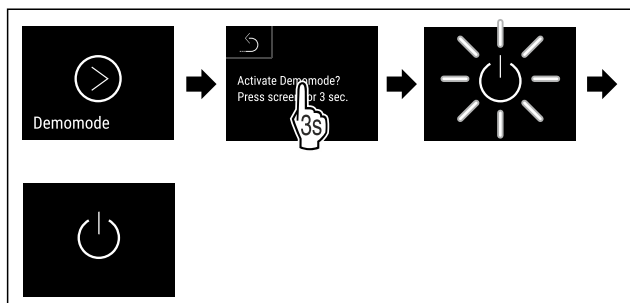 Demomode
Activate Demomode?
Press screen for 3 sec.
3s